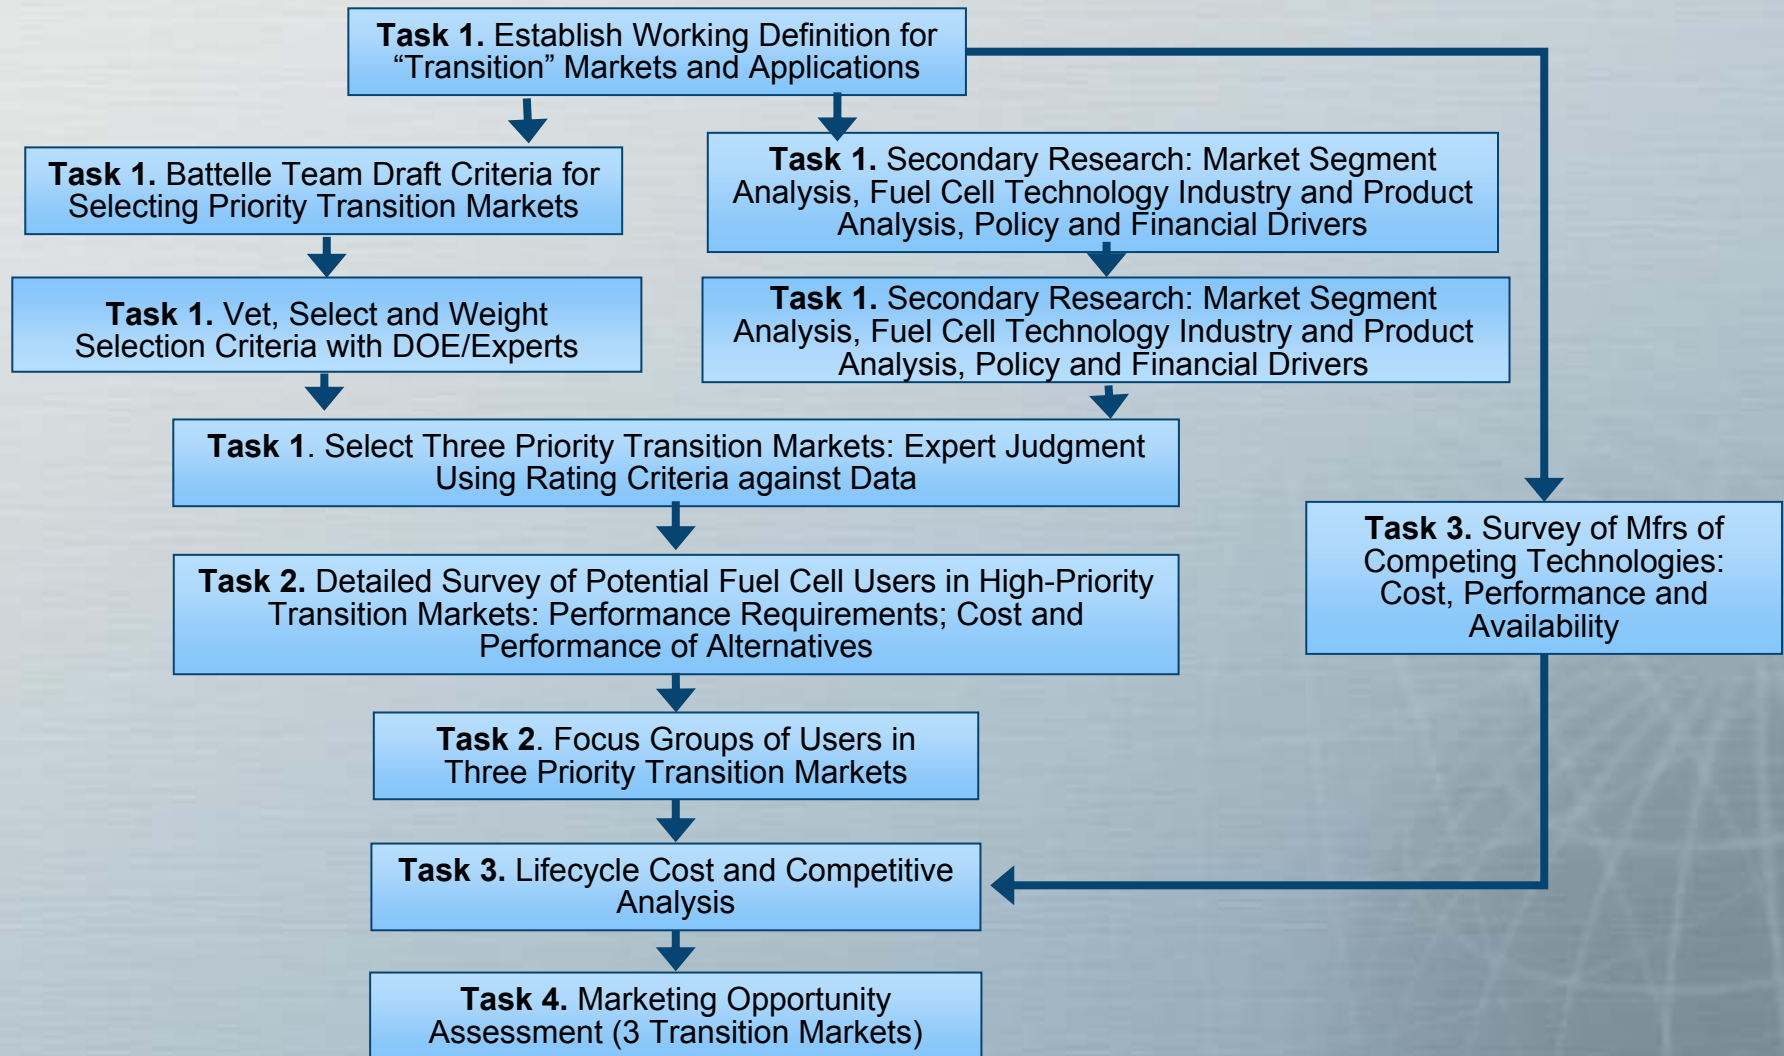 Task 1. Establish Working Definition for
“Transition” Markets and Applications
Task 1. Battelle Team Draft Criteria for
Selecting Priority Transition Markets
Task 1. Secondary Research: Market Segment
Analysis, Fuel Cell Technology Industry and Product
Analysis, Policy and Financial Drivers
Task 1. Vet, Select and Weight
Selection Criteria with DOE/Experts
Task 1. Secondary Research: Market Segment
Analysis, Fuel Cell Technology Industry and Product
Analysis, Policy and Financial Drivers
Task 1. Select Three Priority Transition Markets: Expert Judgment
Using Rating Criteria against Data
Task 3. Survey of Mfrs of
Competing Technologies:
Cost, Performance and
Availability
Task 2. Detailed Survey of Potential Fuel Cell Users in High-Priority
Transition Markets: Performance Requirements; Cost and
Performance of Alternatives
Task 2. Focus Groups of Users in
Three Priority Transition Markets
Task 3. Lifecycle Cost and Competitive
Analysis
Task 4. Marketing Opportunity
Assessment (3 Transition Markets)